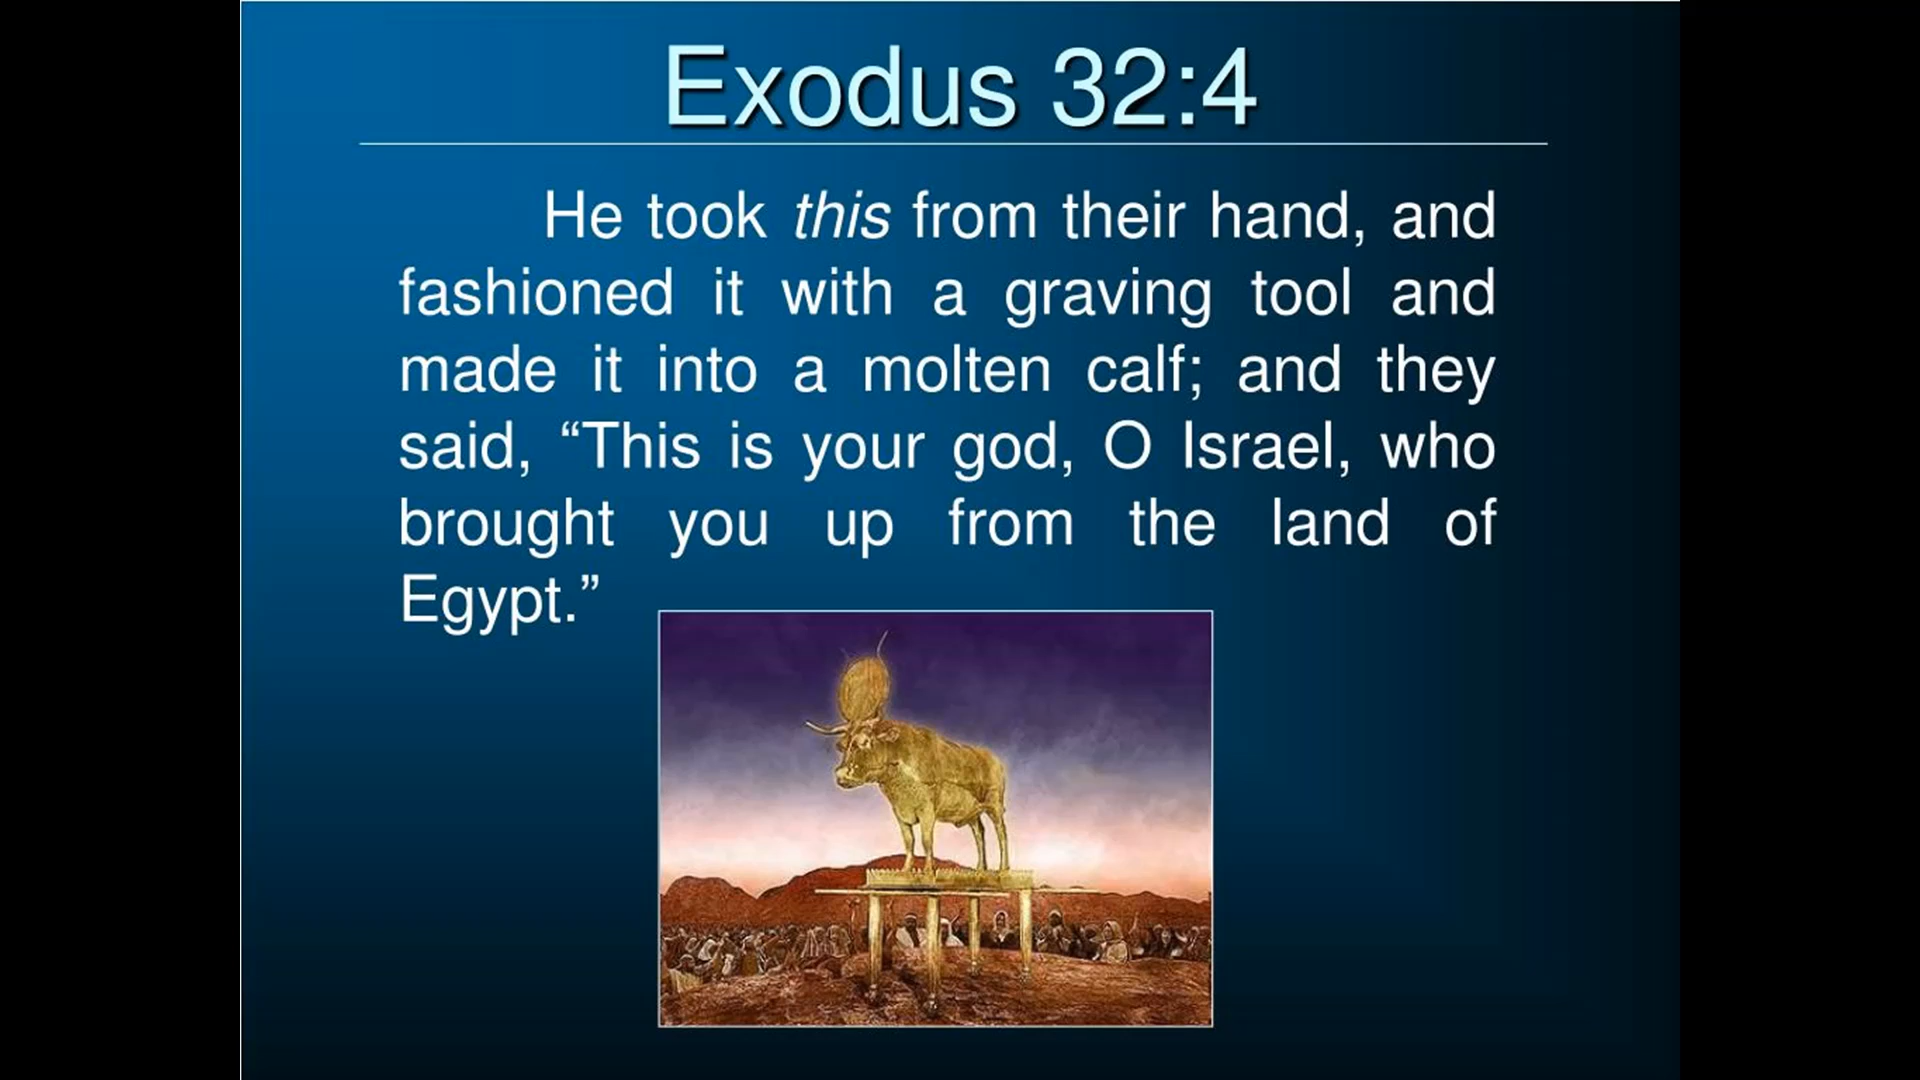 Exodus 32:4
He took this from their hand, and
fashioned it with a graving tool and
made it into a molten calf; and they
said, “This is your god, O Israel, who
brought you up from the land of
Egypt.”